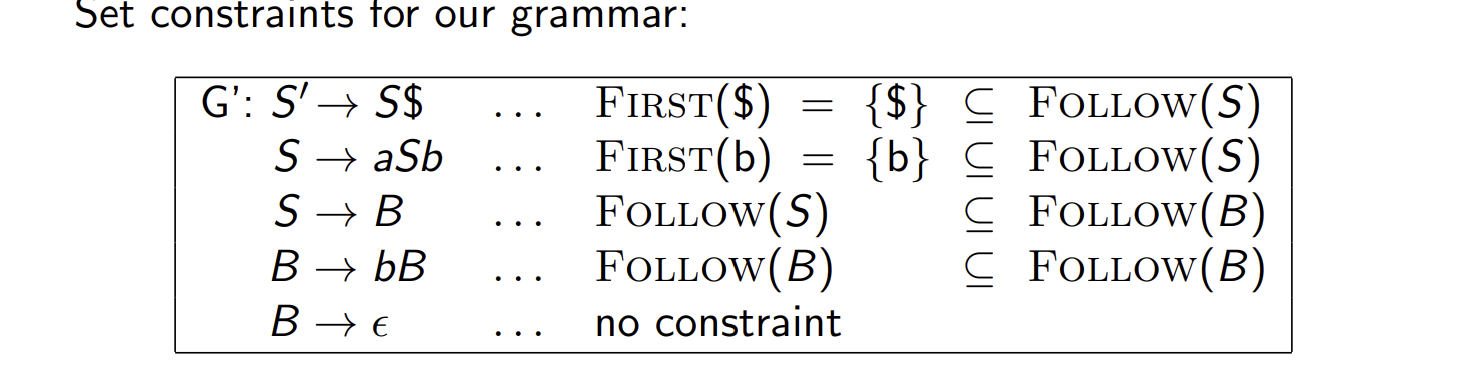 Set constraints for our grammar:
G': S′ → S$ ... FIRST($) = {$} ⊆ FOLLOW(S)
S → aSb ... FIRST(b) = {b} ⊆ FOLLOW(S)
S → B ... FOLLOW(S) ⊆ FOLLOW(B)
B → bB ... FOLLOW(B) ⊆ FOLLOW(B)
B → ϵ ... no constraint